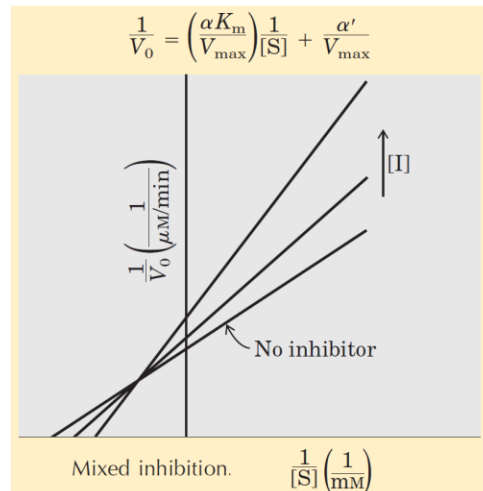 1/V₀ = (αKₘ/Vₘₐₓ) 1/[S] + α′/Vₘₐₓ
[I]
1/V₀ (1/μM/min)
No inhibitor
Mixed inhibition. 1/[S] (1/mM)